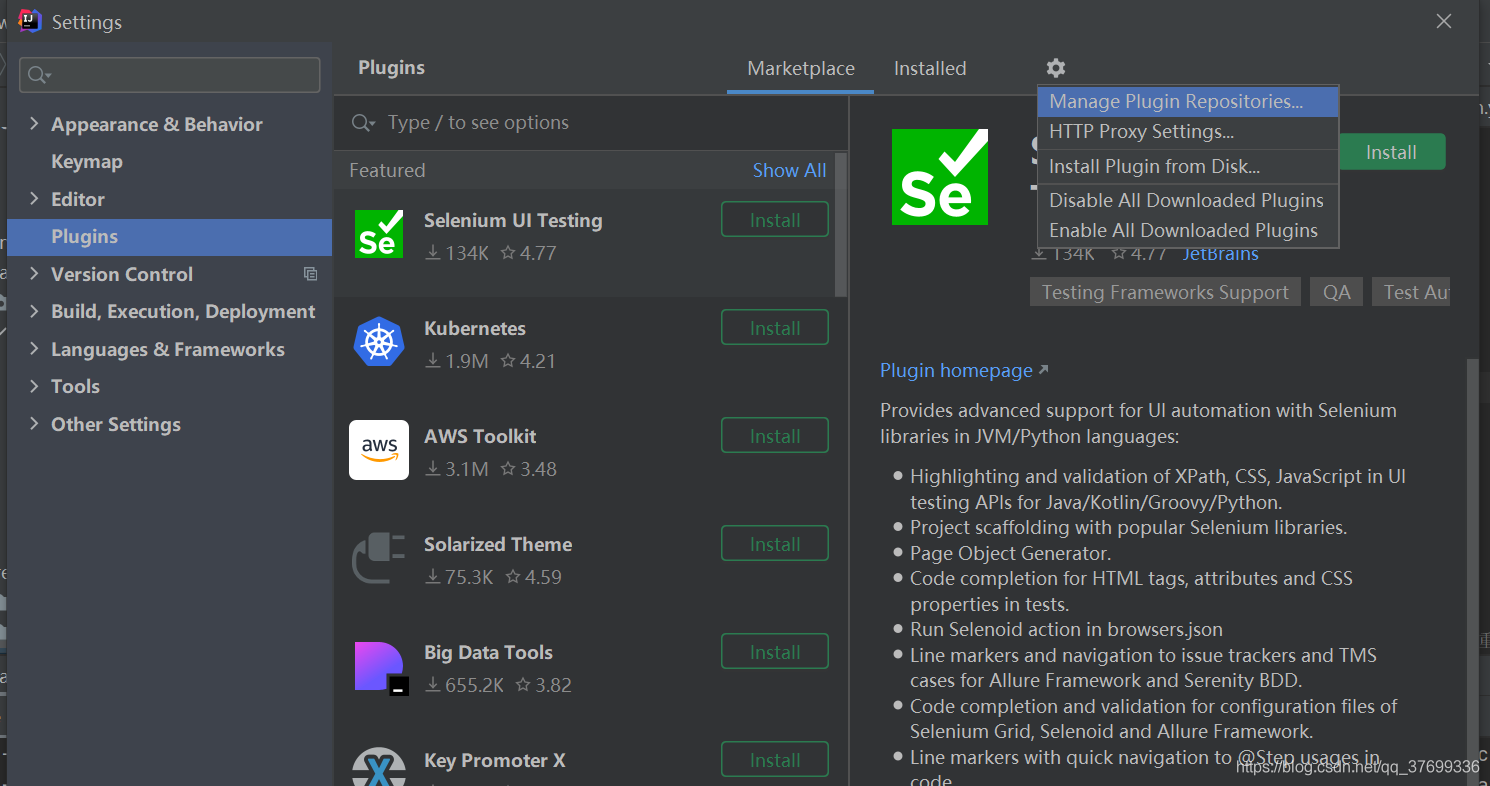 Settings
Plugins
Marketplace
Installed
Appearance & Behavior
Keymap
Editor
Plugins
Version Control
Build, Execution, Deployment
Languages & Frameworks
Tools
Other Settings
Type / to see options
Featured
Show All
Se
Selenium UI Testing
134K
4.77
Install
Kubernetes
1.9M
4.21
Install
aws
AWS Toolkit
3.1M
3.48
Install
Solarized Theme
75.3K
4.59
Install
Big Data Tools
655.2K
3.82
Install
Key Promoter X
Install
Manage Plugin Repositories...
HTTP Proxy Settings...
Install Plugin from Disk...
Disable All Downloaded Plugins
Enable All Downloaded Plugins
Se
Install
134K
4.77
JetBrains
Testing Frameworks Support
QA
Test Au
Plugin homepage
Provides advanced support for UI automation with Selenium
libraries in JVM/Python languages:
Highlighting and validation of XPath, CSS, JavaScript in UI
testing APIs for Java/Kotlin/Groovy/Python.
Project scaffolding with popular Selenium libraries.
Page Object Generator.
Code completion for HTML tags, attributes and CSS
properties in tests.
Run Selenoid action in browsers.json
Line markers and navigation to issue trackers and TMS
cases for Allure Framework and Serenity BDD.
Code completion and validation for configuration files of
Selenium Grid, Selenoid and Allure Framework.
Line markers with quick navigation to @Step usages in
code
https://blog.csdn.net/qq_37699336